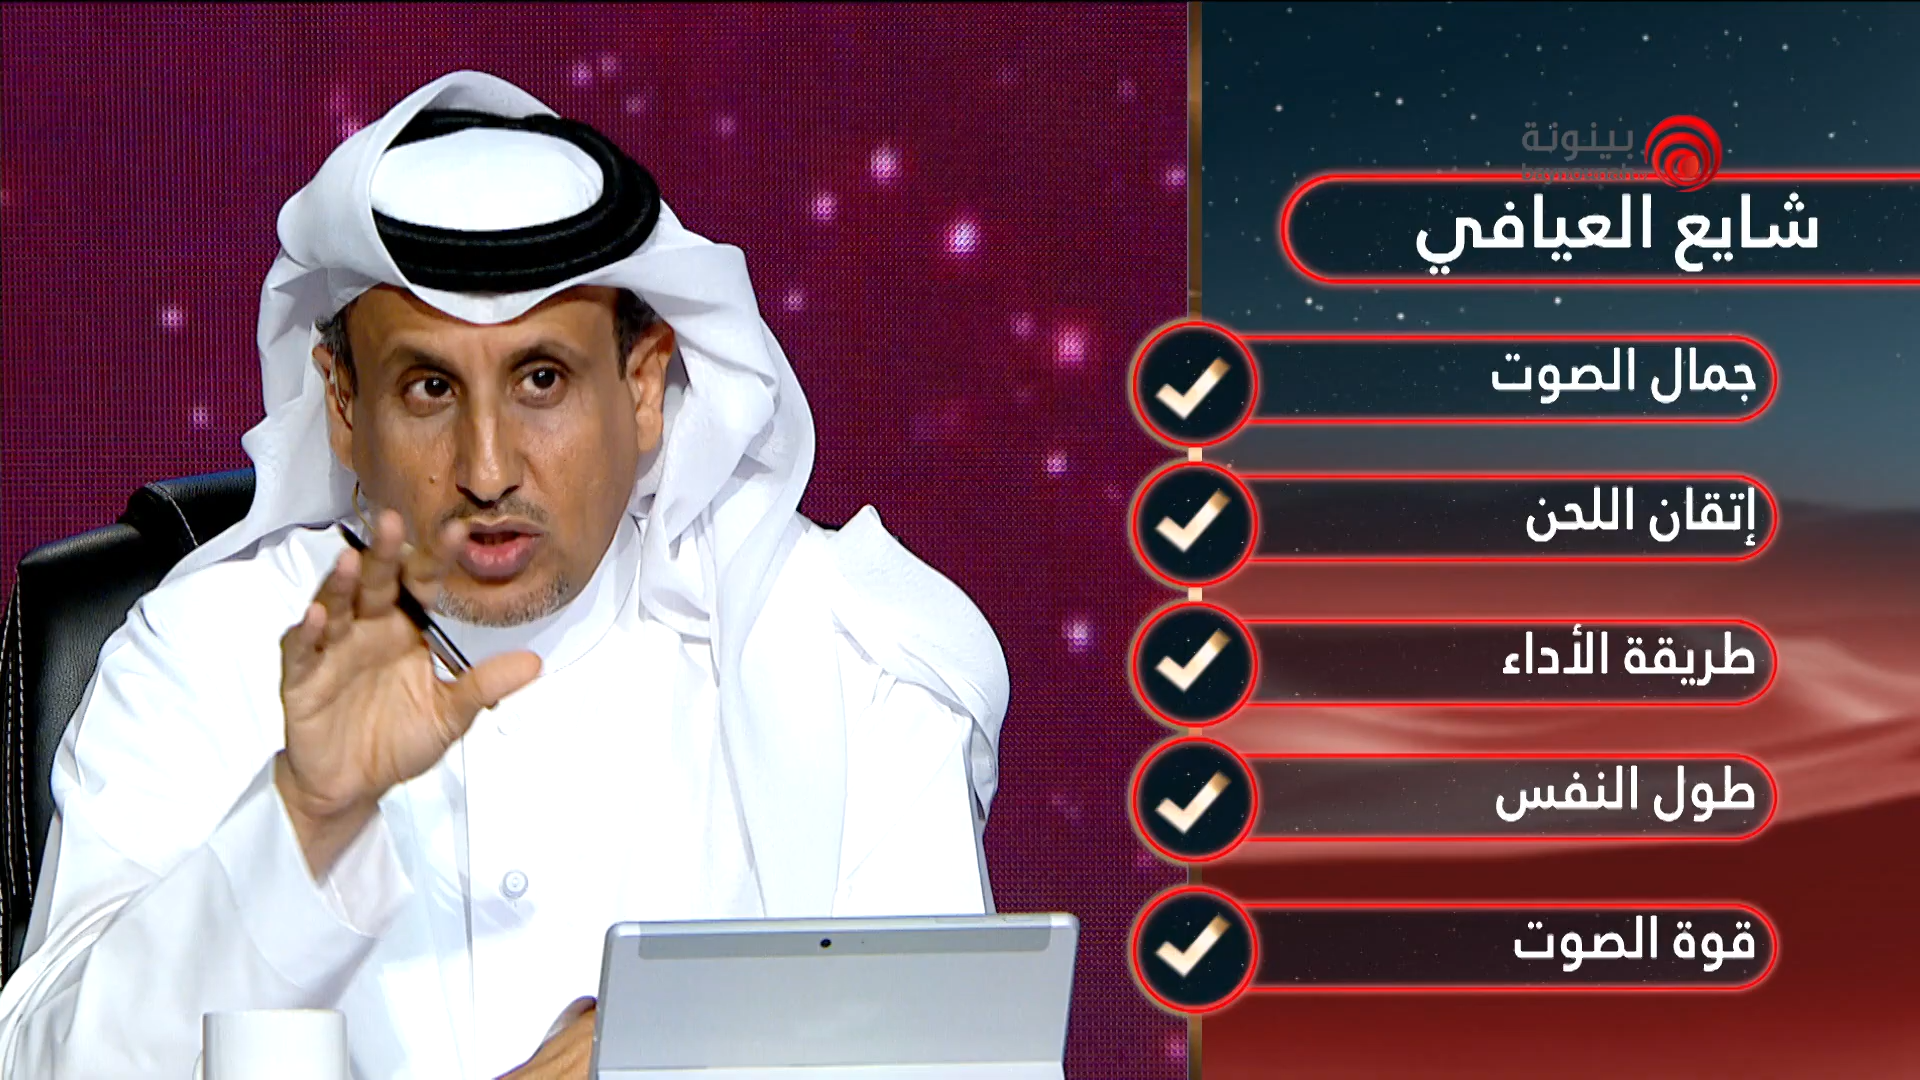 بينونة
شايع العيافي
جمال الصوت
إتقان اللحن
طريقة الأداء
طول النفس
قوة الصوت